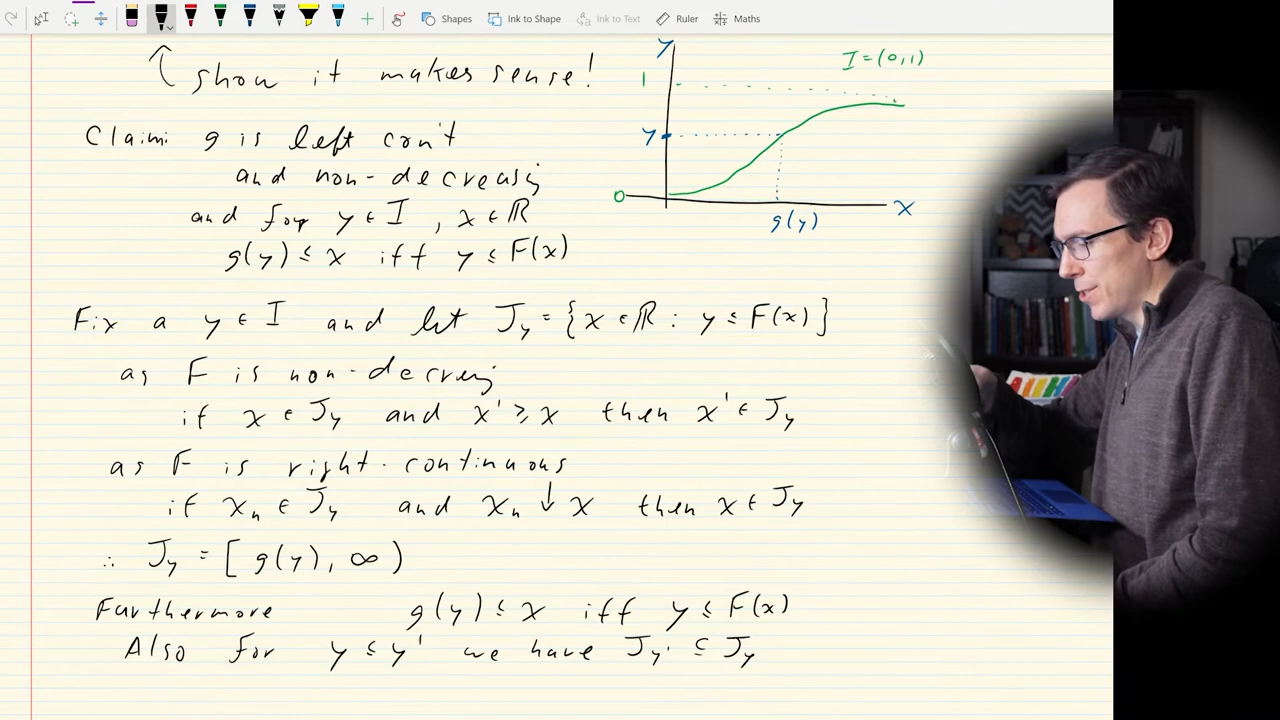 Shapes Ink to Shape Ink to Text Ruler Maths
↑ show it makes sense!
Claim: g is left con't
and non-decreasing
and for y ∈ I , x ∈ ℝ
g(y) ≤ x iff y ≤ F(x)
y
I = (0,1)
1
y
0
g(y)
x
Fix a y ∈ I and let J_y = {x ∈ ℝ : y ≤ F(x)}
as F is non-decreasing
if x ∈ J_y and x' ≥ x then x' ∈ J_y
as F is right-continuous
if x_n ∈ J_y and x_n ↓ x then x ∈ J_y
∴ J_y = [ g(y), ∞ )
Furthermore g(y) ≤ x iff y ≤ F(x)
Also for y ≤ y' we have J_y' ⊆ J_y